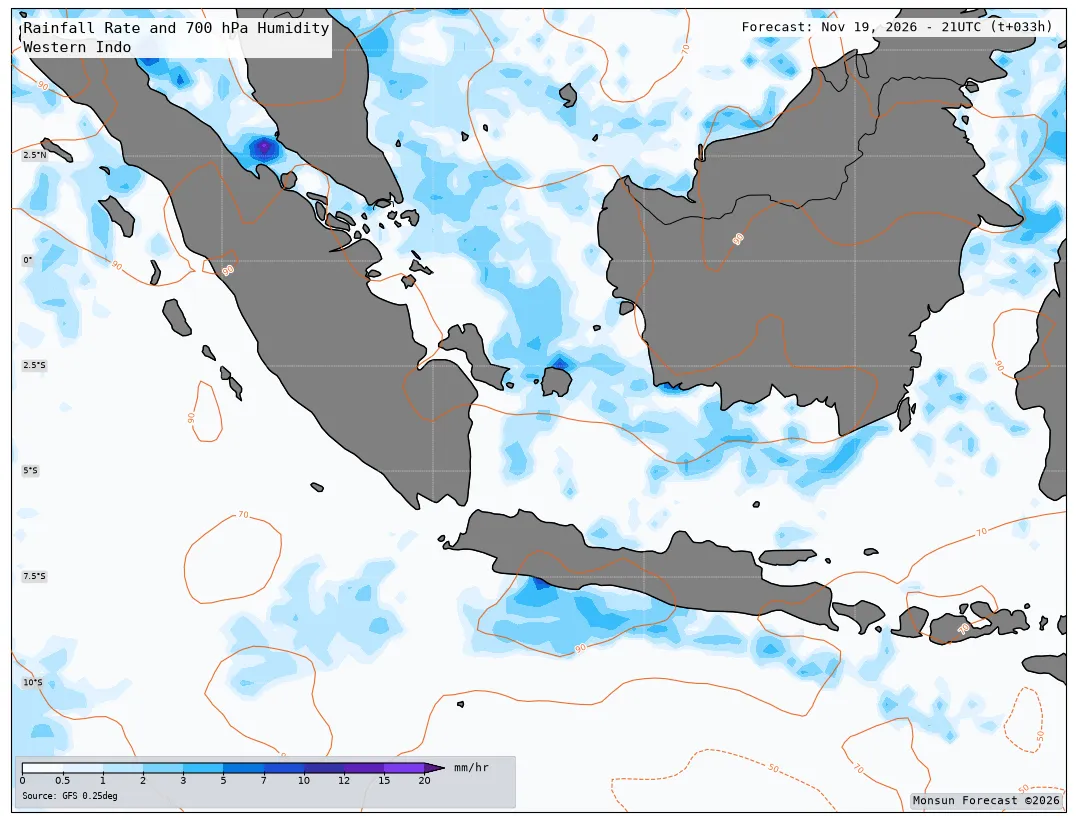 Rainfall Rate and 700 hPa Humidity
Western Indo
Forecast: Nov 19, 2026 - 21UTC (t+033h)
70
90
2.5°N
90
90
0°
90
2.5°S
90
90
5°S
70
70
7.5°S
70
90
10°S
50
70
50
50
0 0.5 1 2 3 5 7 10 12 15 20 mm/hr
Source: GFS 0.25deg
Monsun Forecast ©2026